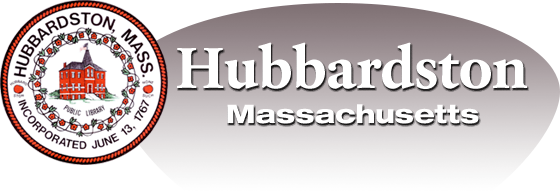 HUBBARDSTON, MASS
PUBLIC LIBRARY
INCORPORATED JUNE 13, 1767
Hubbardston
Massachusetts